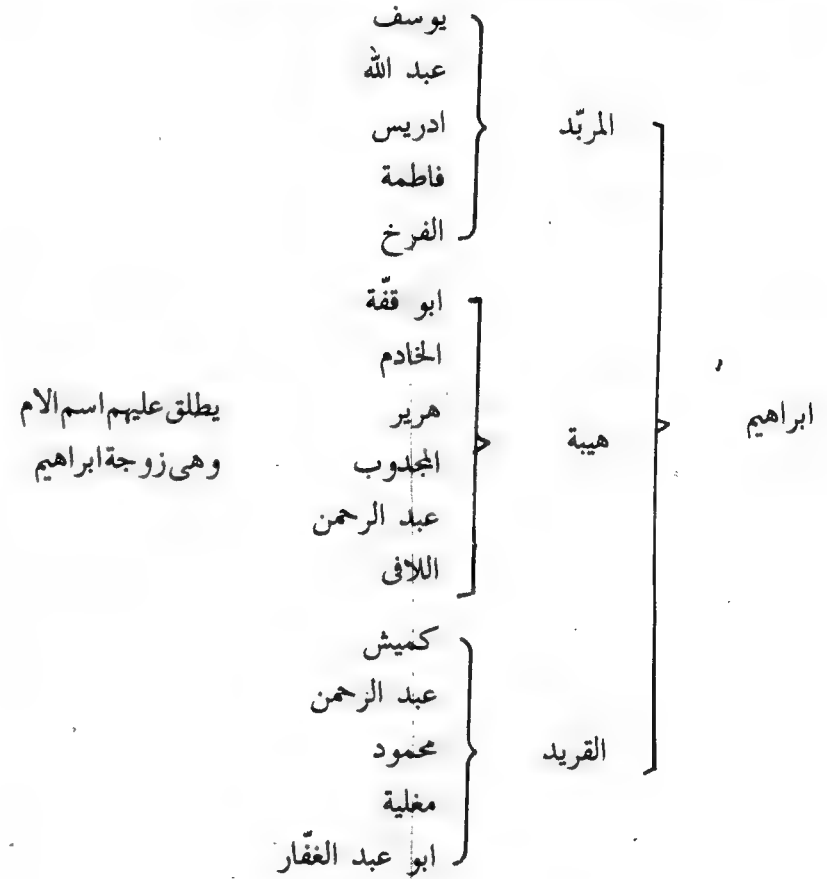 يوسف
عبد الله
المربّد
ادريس
فاطمة
الفرخ
ابو قفّة
الخادم
ابراهيم
هيبة
هرير
يطلق عليهم اسم الام
المجدوب
وهى زوجة ابراهيم
عبد الرحمن
اللافى
كميش
عبد الرحمن
القريد
محمود
مغلية
ابو عبد الغفّار